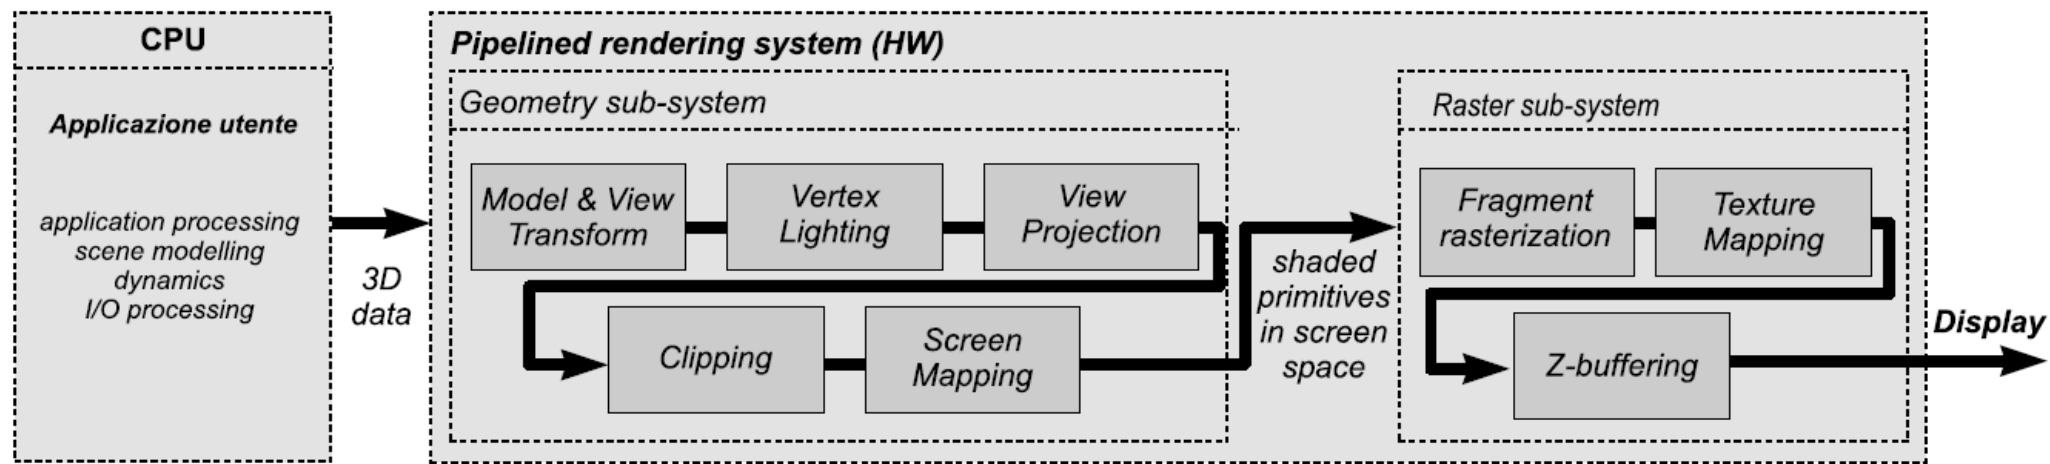 CPU
Applicazione utente
application processing
scene modelling
dynamics
I/O processing
3D
data
Pipelined rendering system (HW)
Geometry sub-system
Model & View
Transform
Vertex
Lighting
View
Projection
Clipping
Screen
Mapping
shaded
primitives
in screen
space
Raster sub-system
Fragment
rasterization
Texture
Mapping
Z-buffering
Display